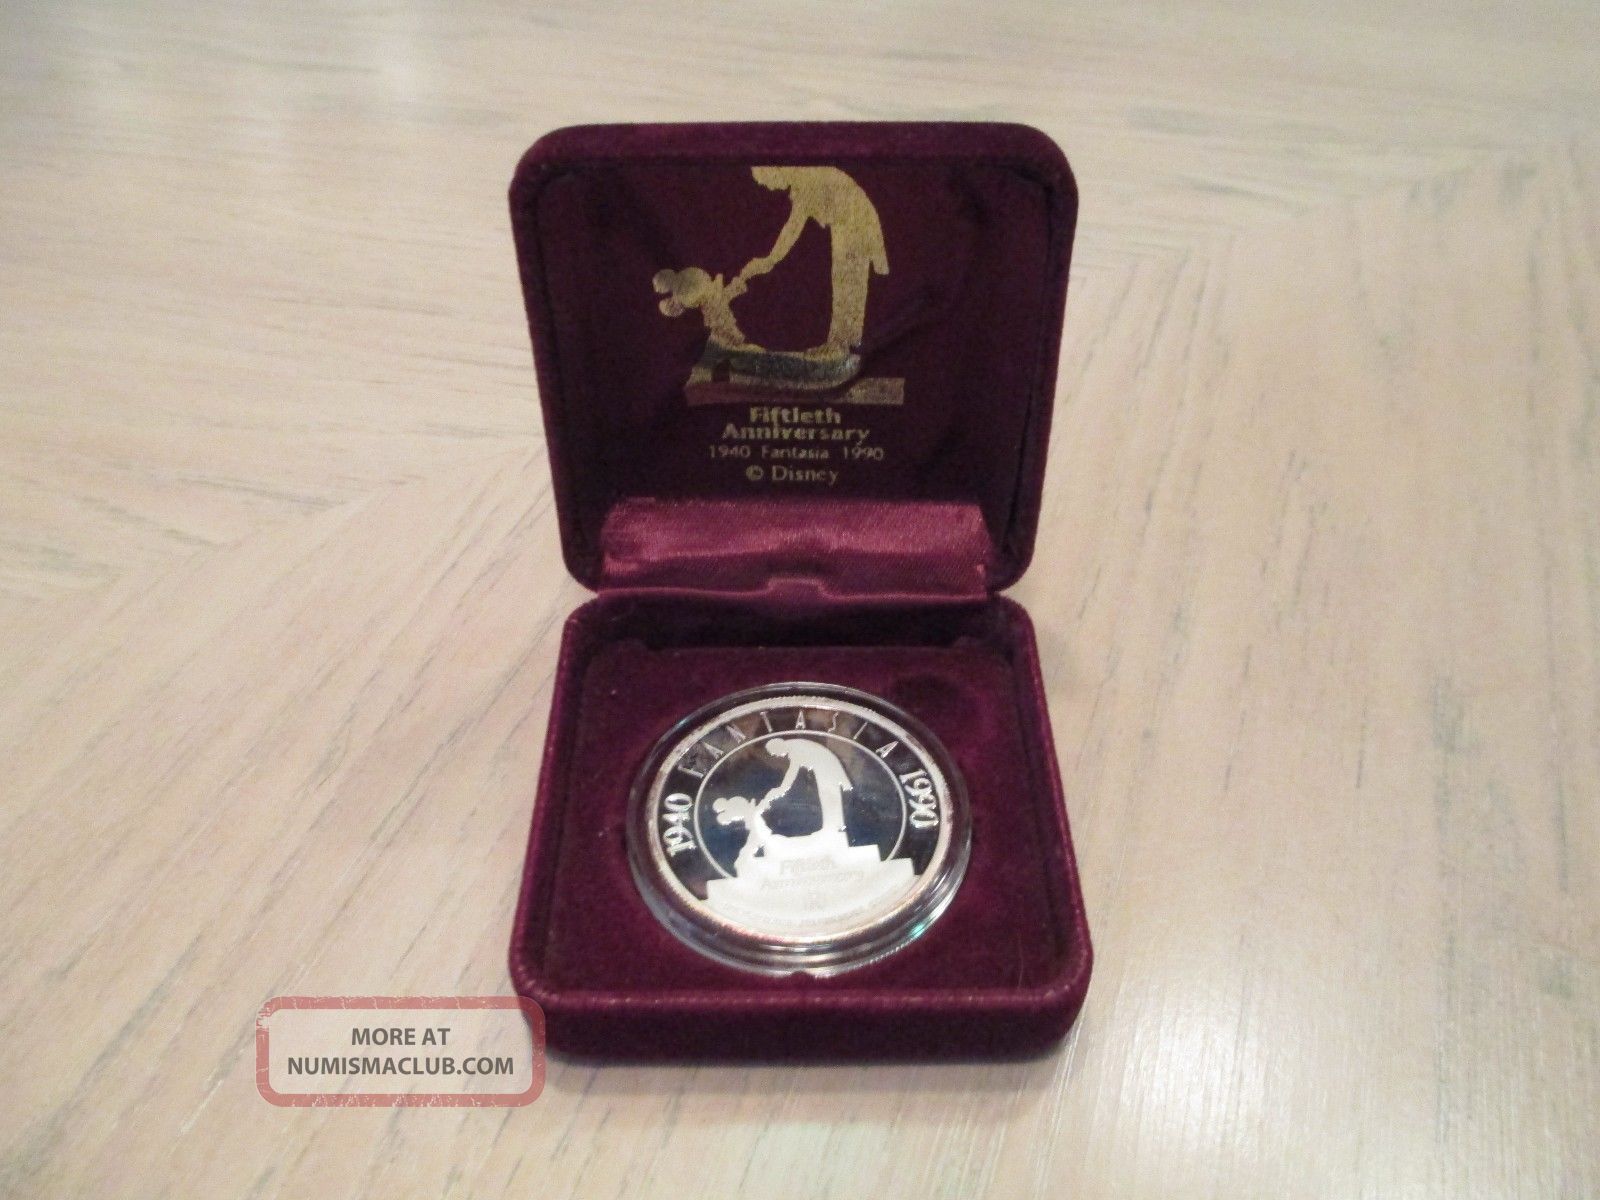 Fiftieth
Anniversary
1940 Fantasia 1990
© Disney
1940 FANTASIA 1990
Fiftieth
Anniversary
MORE AT
NUMISMACLUB.COM